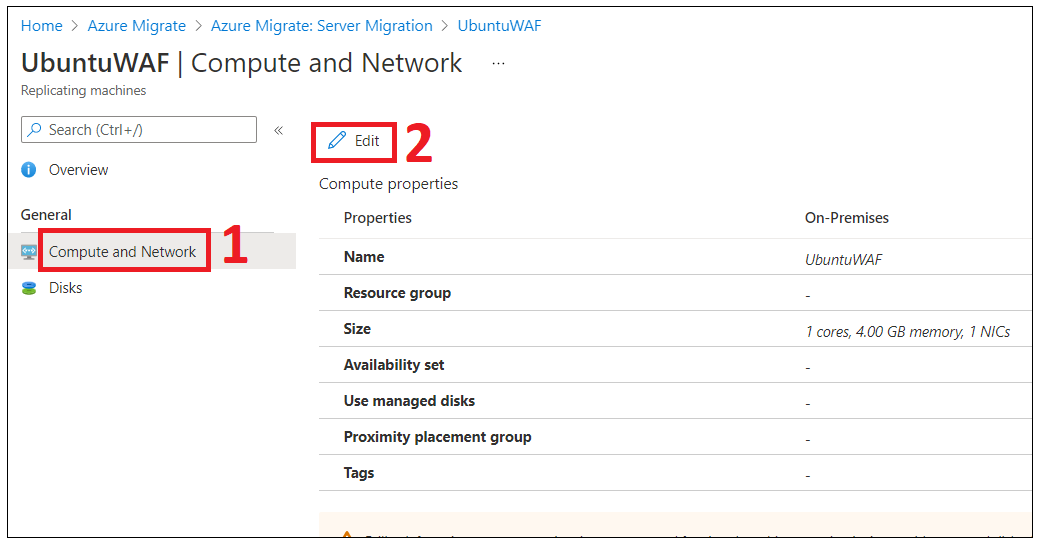 Home > Azure Migrate > Azure Migrate: Server Migration > UbuntuWAF
UbuntuWAF | Compute and Network ...
Replicating machines
Search (Ctrl+/) «
Overview
General
Compute and Network 1
Disks
Edit 2
Compute properties
Properties On-Premises
Name UbuntuWAF
Resource group -
Size 1 cores, 4.00 GB memory, 1 NICs
Availability set -
Use managed disks -
Proximity placement group -
Tags -